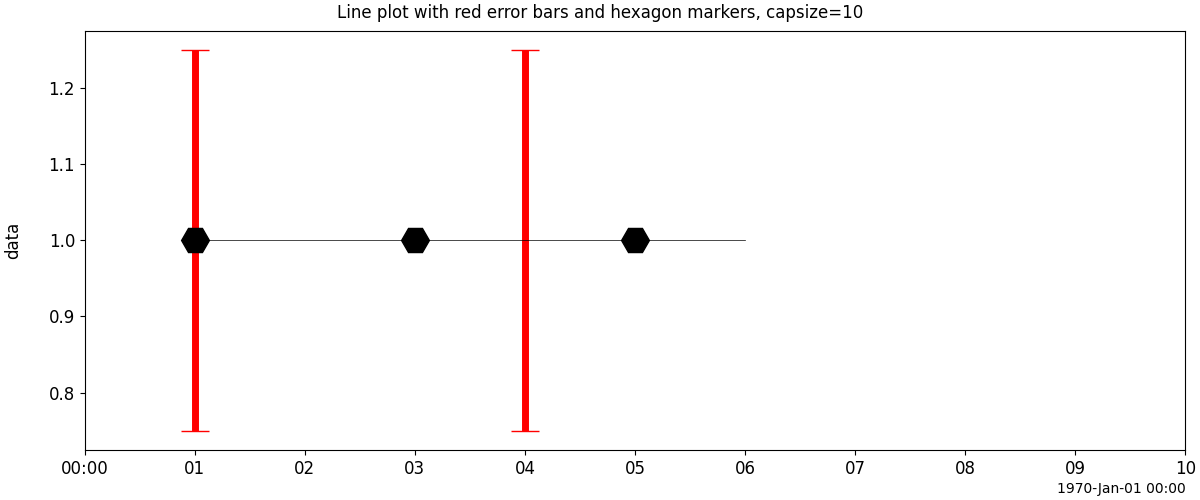 Line plot with red error bars and hexagon markers, capsize=10
data
1.2
1.1
1.0
0.9
0.8
00:00 01 02 03 04 05 06 07 08 09 10
1970-Jan-01 00:00